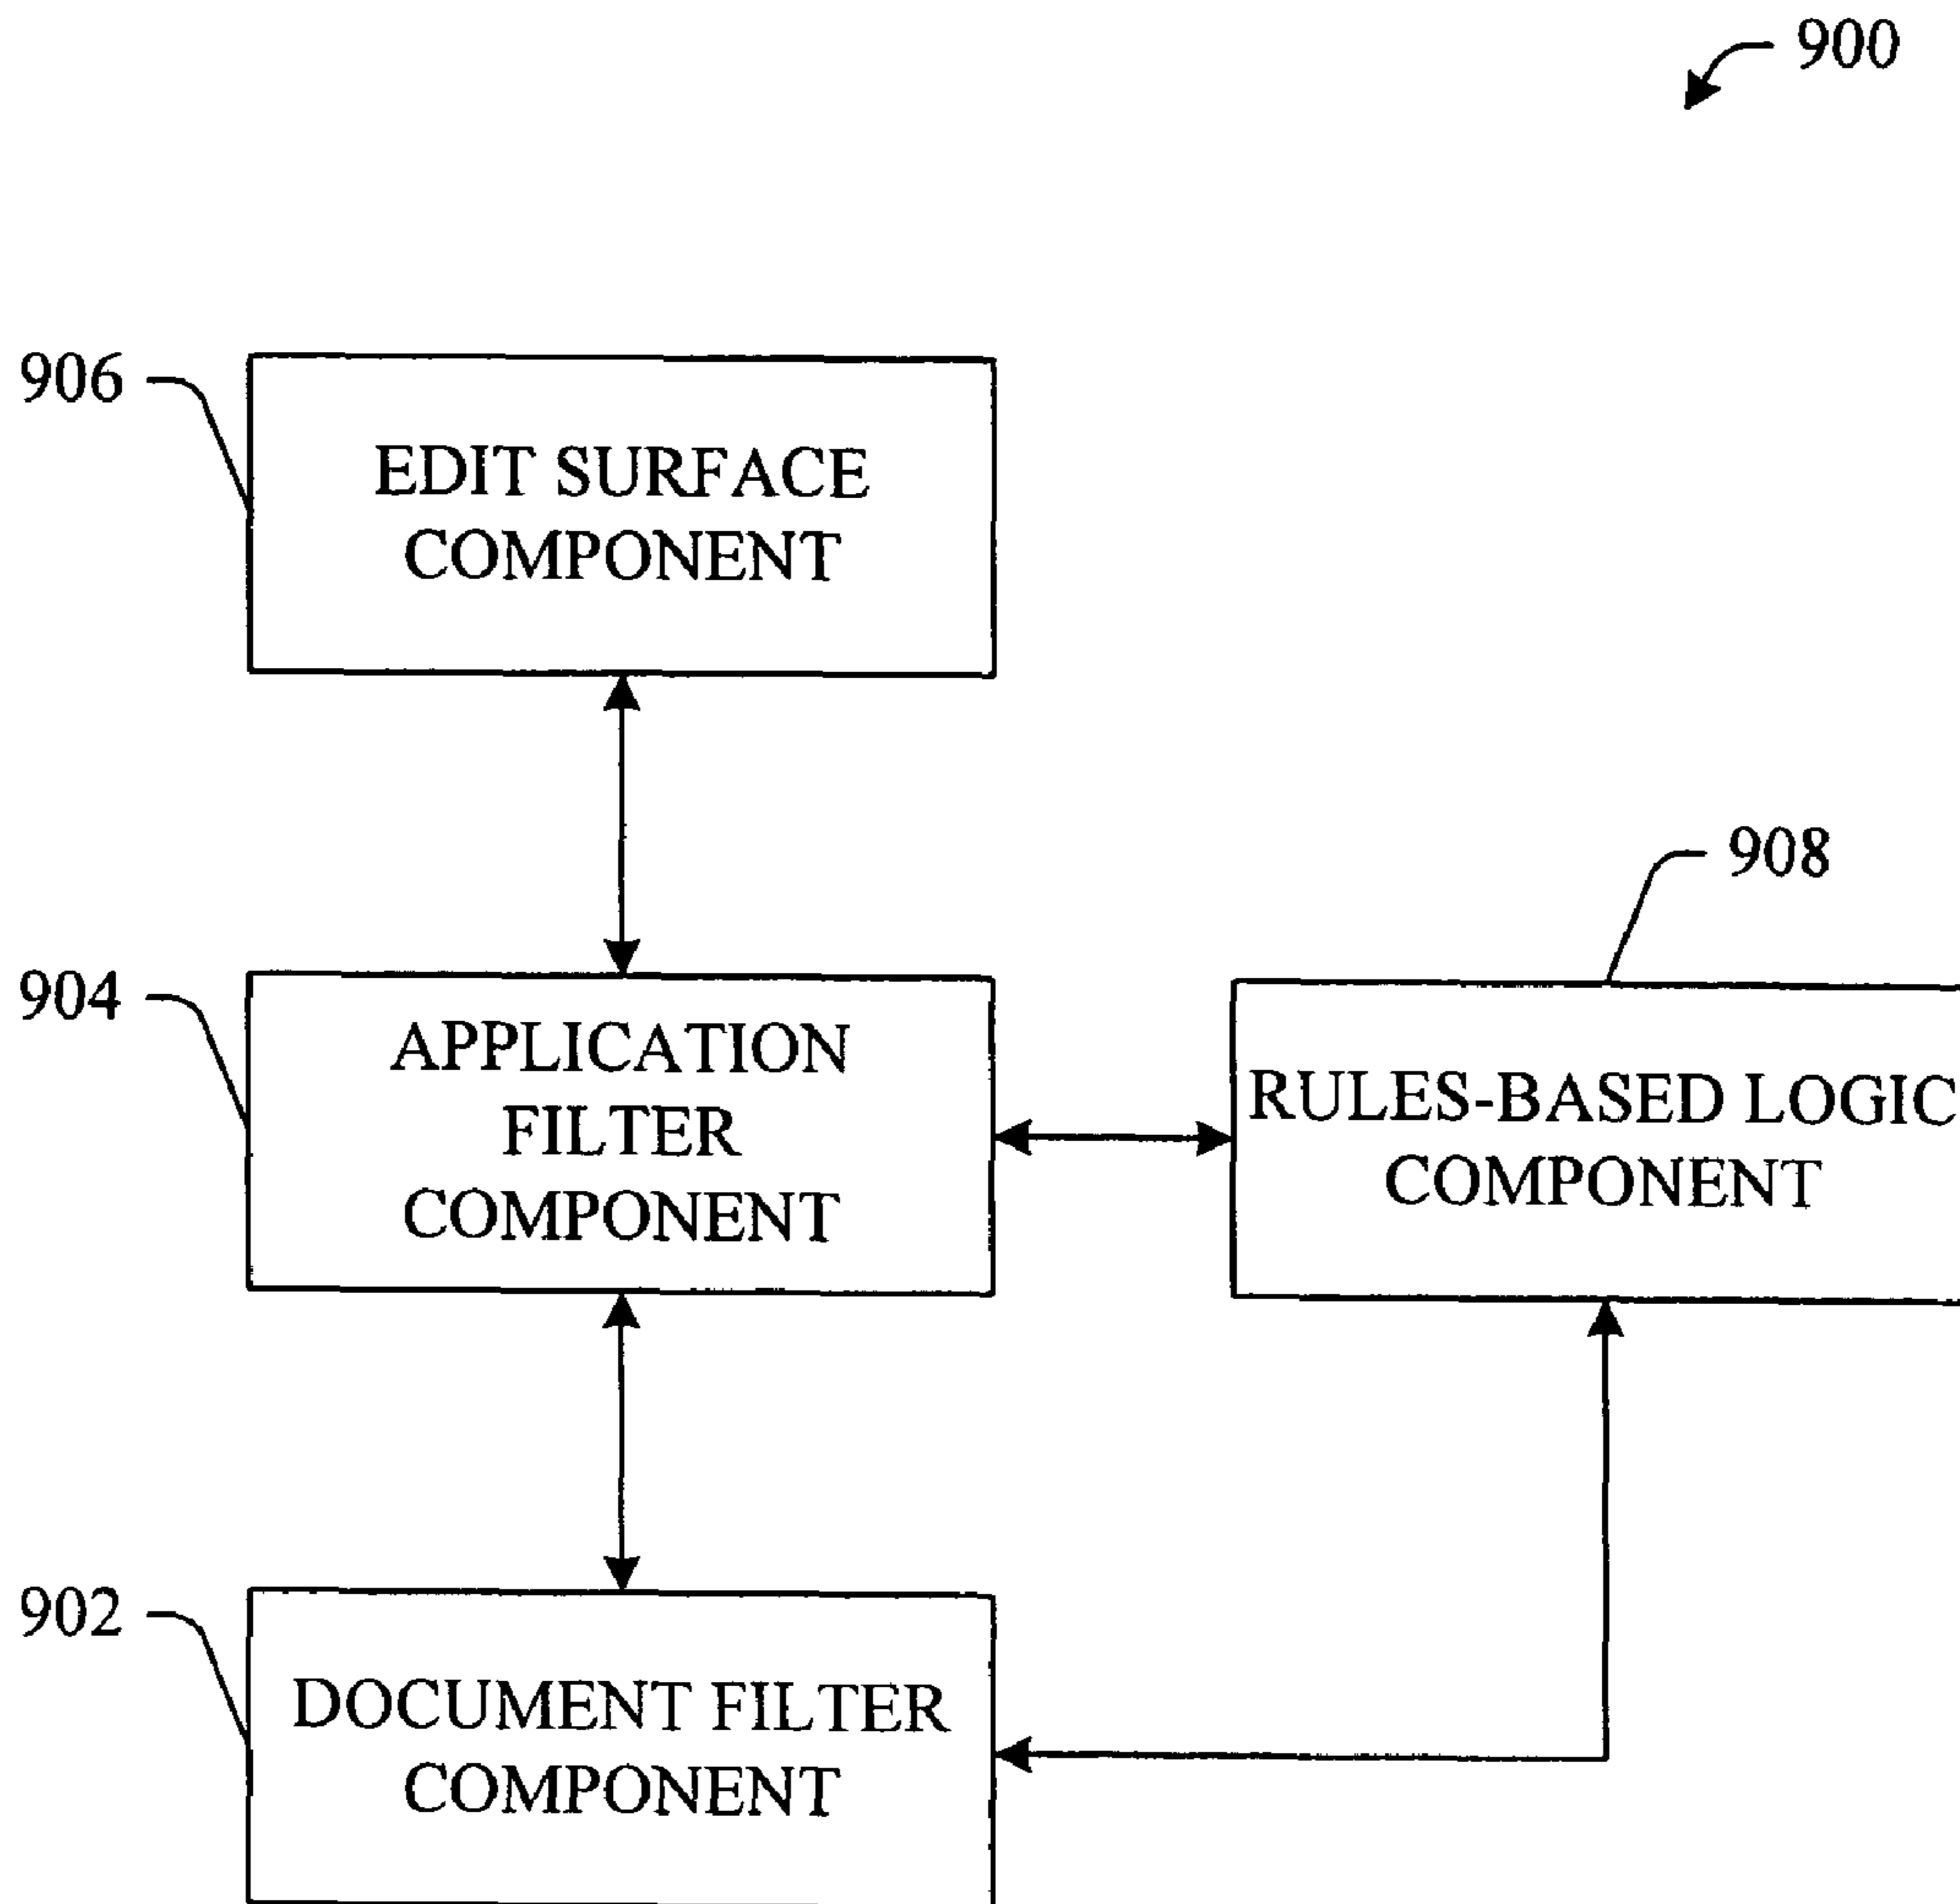 900
906
EDIT SURFACE
COMPONENT
908
904
APPLICATION
FILTER
COMPONENT
RULES-BASED LOGIC
COMPONENT
902
DOCUMENT FILTER
COMPONENT